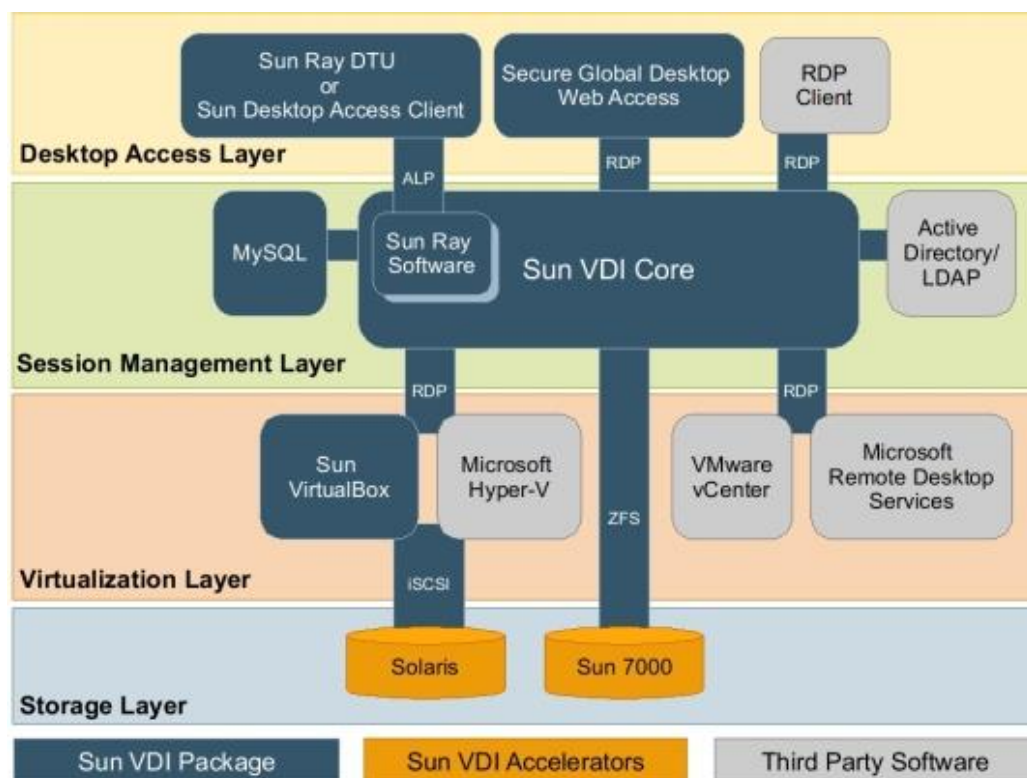 Sun Ray DTU
or
Sun Desktop Access Client
Secure Global Desktop
Web Access
RDP
Client
Desktop Access Layer
ALP
RDP
RDP
MySQL
Sun Ray
Software
Sun VDI Core
Active
Directory/
LDAP
Session Management Layer
RDP
RDP
Sun
VirtualBox
Microsoft
Hyper-V
VMware
vCenter
Microsoft
Remote Desktop
Services
ZFS
Virtualization Layer
iSCSI
Solaris
Sun 7000
Storage Layer
Sun VDI Package
Sun VDI Accelerators
Third Party Software